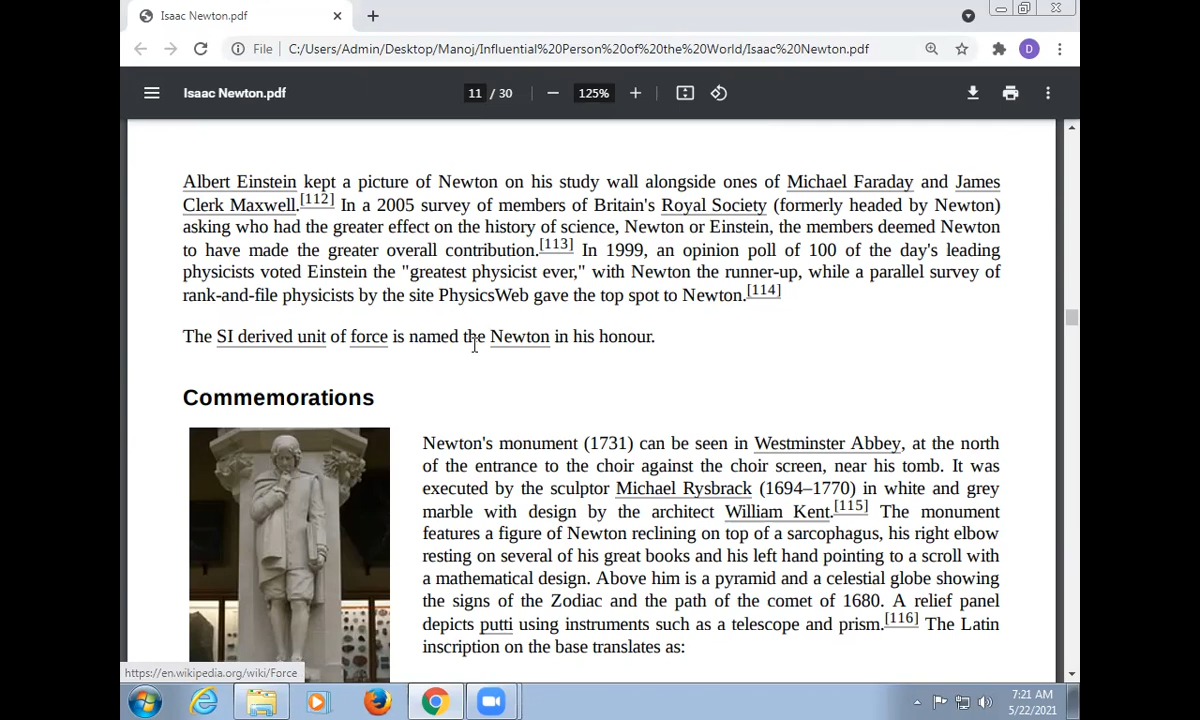 Isaac Newton.pdf
File
C:/Users/Admin/Desktop/Manoj/Influential%20Person%20of%20the%20World/Isaac%20Newton.pdf
D
Isaac Newton.pdf
11 / 30
125%
Albert Einstein kept a picture of Newton on his study wall alongside ones of Michael Faraday and James
Clerk Maxwell.[112] In a 2005 survey of members of Britain's Royal Society (formerly headed by Newton)
asking who had the greater effect on the history of science, Newton or Einstein, the members deemed Newton
to have made the greater overall contribution.[113] In 1999, an opinion poll of 100 of the day's leading
physicists voted Einstein the "greatest physicist ever," with Newton the runner-up, while a parallel survey of
rank-and-file physicists by the site PhysicsWeb gave the top spot to Newton.[114]
The SI derived unit of force is named the Newton in his honour.
Commemorations
Newton's monument (1731) can be seen in Westminster Abbey, at the north
of the entrance to the choir against the choir screen, near his tomb. It was
executed by the sculptor Michael Rysbrack (1694–1770) in white and grey
marble with design by the architect William Kent.[115] The monument
features a figure of Newton reclining on top of a sarcophagus, his right elbow
resting on several of his great books and his left hand pointing to a scroll with
a mathematical design. Above him is a pyramid and a celestial globe showing
the signs of the Zodiac and the path of the comet of 1680. A relief panel
depicts putti using instruments such as a telescope and prism.[116] The Latin
inscription on the base translates as:
https://en.wikipedia.org/wiki/Force
7:21 AM
5/22/2021